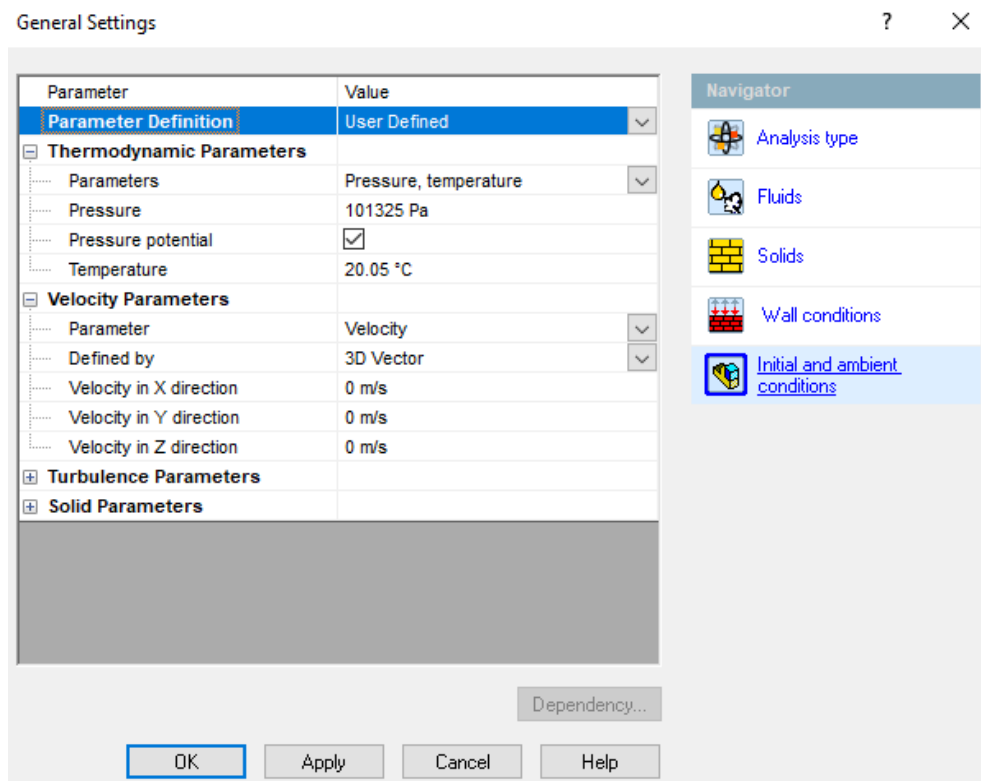 General Settings
?
Parameter Value
Parameter Definition User Defined
Thermodynamic Parameters
Parameters Pressure, temperature
Pressure 101325 Pa
Pressure potential
Temperature 20.05 °C
Velocity Parameters
Parameter Velocity
Defined by 3D Vector
Velocity in X direction 0 m/s
Velocity in Y direction 0 m/s
Velocity in Z direction 0 m/s
Turbulence Parameters
Solid Parameters
Dependency...
OK Apply Cancel Help
Navigator
Analysis type
Fluids
Solids
Wall conditions
Initial and ambient
conditions